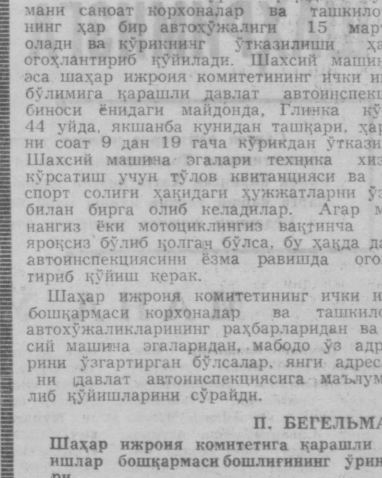 мани саноат корхоналар ва ташкило
нинг ҳар бир автохўжалиги 15 мар
олади ва кўрикнинг ўтказилиши ҳа
огоҳлантириб қўйилади. Шахсий машин
эса шаҳар ижроия комитетининг ички и
бўлимига қарашли давлат автоинспекц
биноси ёнидаги майдонда, Глинка кў
44 уйда, якшанба кунидан ташқари, ҳа
ни соат 9 дан 19 гача кўрикдан ўткази
Шахсий машина эгалари техника хиз
кўрсатиш учун тўлов квитанцияси ва
спорт солиғи ҳақидаги ҳужжатларни ўз
билан бирга олиб келадилар. Агар м
нангиз ёки мотоциклингиз вақтинча
яроқсиз бўлиб қолган бўлса, бу ҳақда да
автоинспекциясини ёзма равишда ого
тириб қўйиш керак.
Шаҳар ижроия комитетининг ички и
бошқармаси корхоналар ва ташкило
автохўжаликларининг раҳбарларидан ва
сий машина эгаларидан, мабодо ўз адр
рини ўзгартирган бўлсалар, янги адрес
ни давлат автоинспекциясига маълум
либ қўйишларини сўрайди.
П. БЕГЕЛЬМА
Шаҳар ижроия комитетига қарашли
ишлар бошқармаси бошлиғининг ўрин
ри